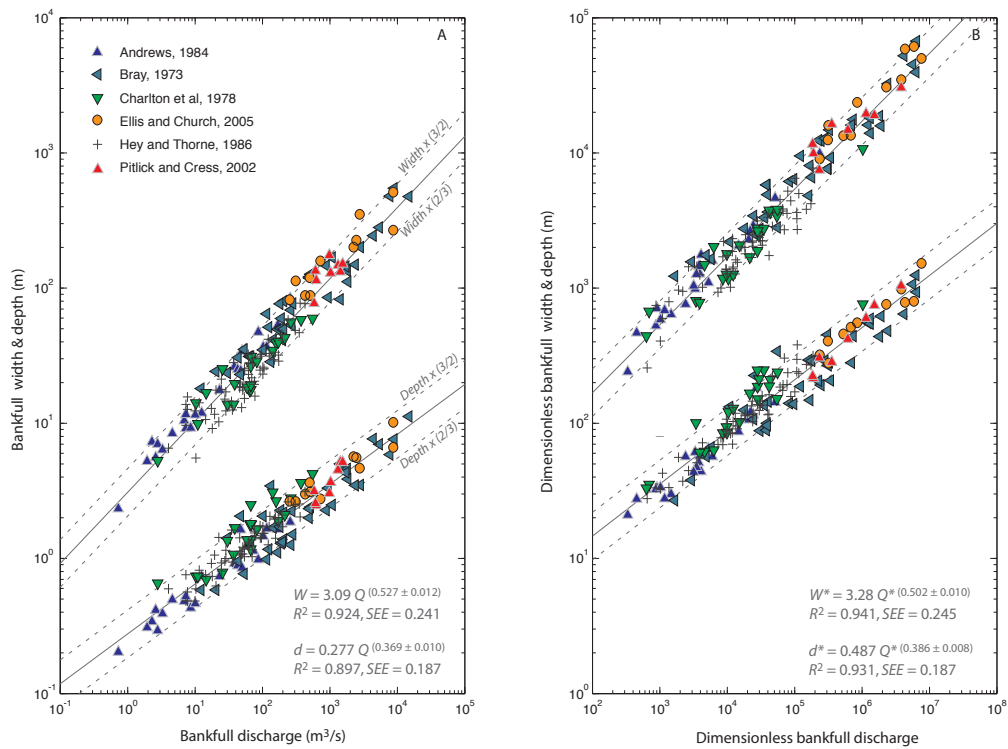 A
Andrews, 1984
Bray, 1973
Charlton et al, 1978
Ellis and Church, 2005
Hey and Thorne, 1986
Pitlick and Cress, 2002
Width x (3/2)
Width x (2/3)
Depth x (3/2)
Depth x (2/3)
W = 3.09 Q^(0.527 ± 0.012)
R² = 0.924, SEE = 0.241
d = 0.277 Q^(0.369 ± 0.010)
R² = 0.897, SEE = 0.187
Bankfull width & depth (m)
10⁴
10³
10²
10¹
10⁰
10⁻¹
10⁻¹ 10⁰ 10¹ 10² 10³ 10⁴ 10⁵
Bankfull discharge (m³/s)
B
W* = 3.28 Q*^(0.502 ± 0.010)
R² = 0.941, SEE = 0.245
d* = 0.487 Q*^(0.386 ± 0.008)
R² = 0.931, SEE = 0.187
Dimensionless bankfull width & depth (m)
10⁵
10⁴
10³
10²
10¹
10⁰
10² 10³ 10⁴ 10⁵ 10⁶ 10⁷ 10⁸
Dimensionless bankfull discharge